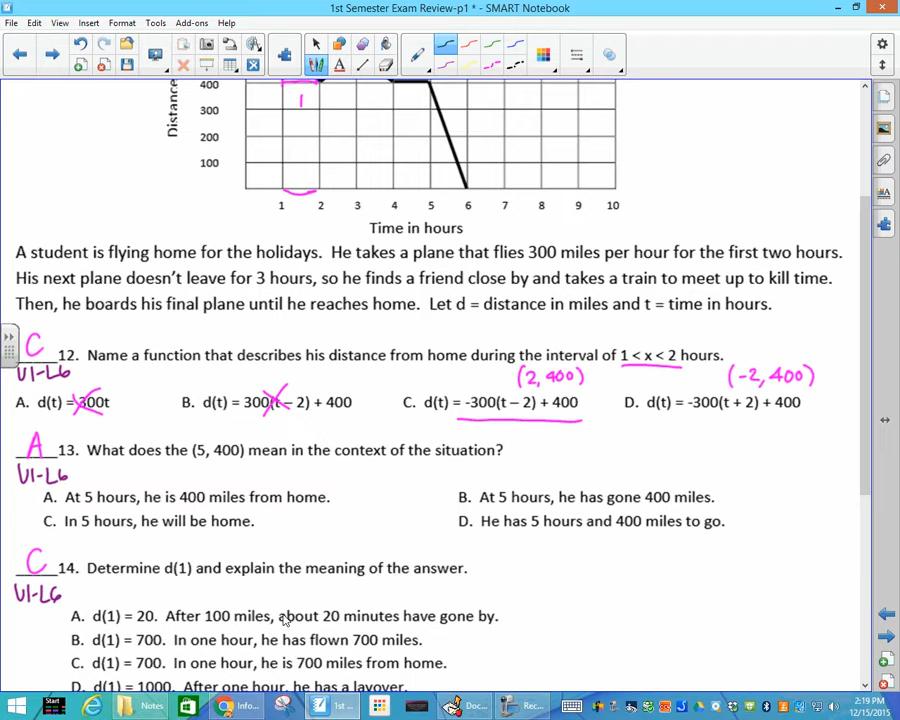 1st Semester Exam Review-p1 * - SMART Notebook
File Edit View Insert Format Tools Add-ons Help
Distance
400
300
200
100
1
1 2 3 4 5 6 7 8 9 10
Time in hours
A student is flying home for the holidays. He takes a plane that flies 300 miles per hour for the first two hours.
His next plane doesn't leave for 3 hours, so he finds a friend close by and takes a train to meet up to kill time.
Then, he boards his final plane until he reaches home. Let d = distance in miles and t = time in hours.
C 12. Name a function that describes his distance from home during the interval of 1 < x < 2 hours.
U1-L6 (2, 400) (-2, 400)
A. d(t) = 300t B. d(t) = 300(t – 2) + 400 C. d(t) = -300(t – 2) + 400 D. d(t) = -300(t + 2) + 400
A 13. What does the (5, 400) mean in the context of the situation?
U1-L6
A. At 5 hours, he is 400 miles from home. B. At 5 hours, he has gone 400 miles.
C. In 5 hours, he will be home. D. He has 5 hours and 400 miles to go.
C 14. Determine d(1) and explain the meaning of the answer.
U1-L6
A. d(1) = 20. After 100 miles, about 20 minutes have gone by.
B. d(1) = 700. In one hour, he has flown 700 miles.
C. d(1) = 700. In one hour, he is 700 miles from home.
D. d(1) = 1000. After one hour, he has a layover.
Start Notes Info... 1st ... Doc... Rec... 2:19 PM
12/15/2015